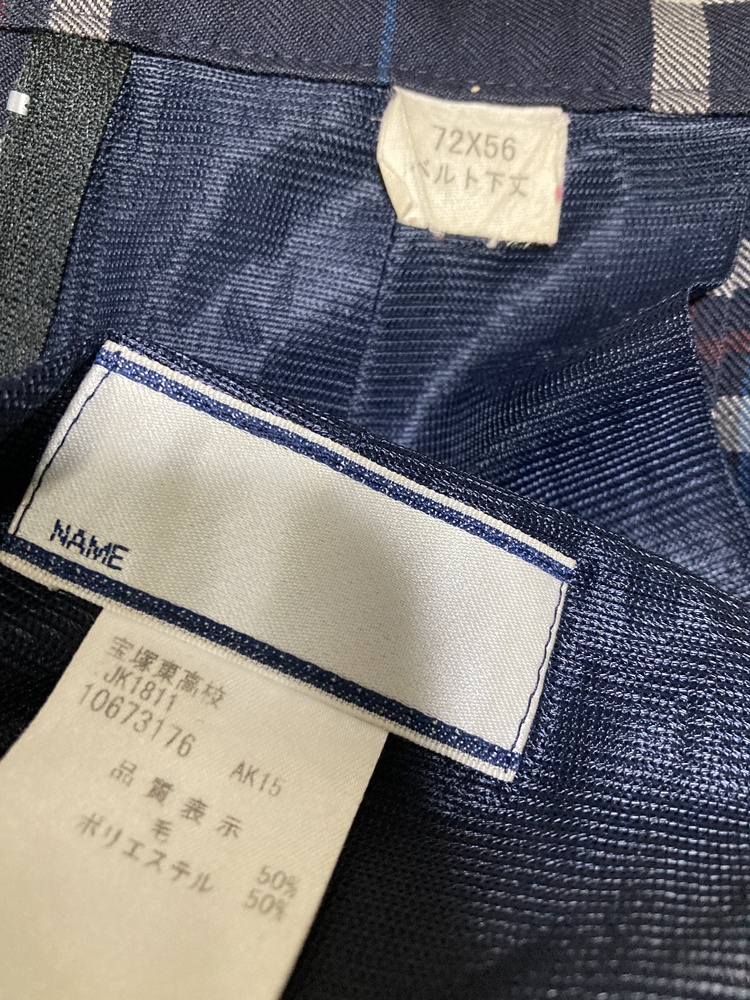 72X56
ベルト下丈
NAME
宝塚東高校
JK1811
10673176 AK15
品質表示
毛 50%
ポリエステル 50%